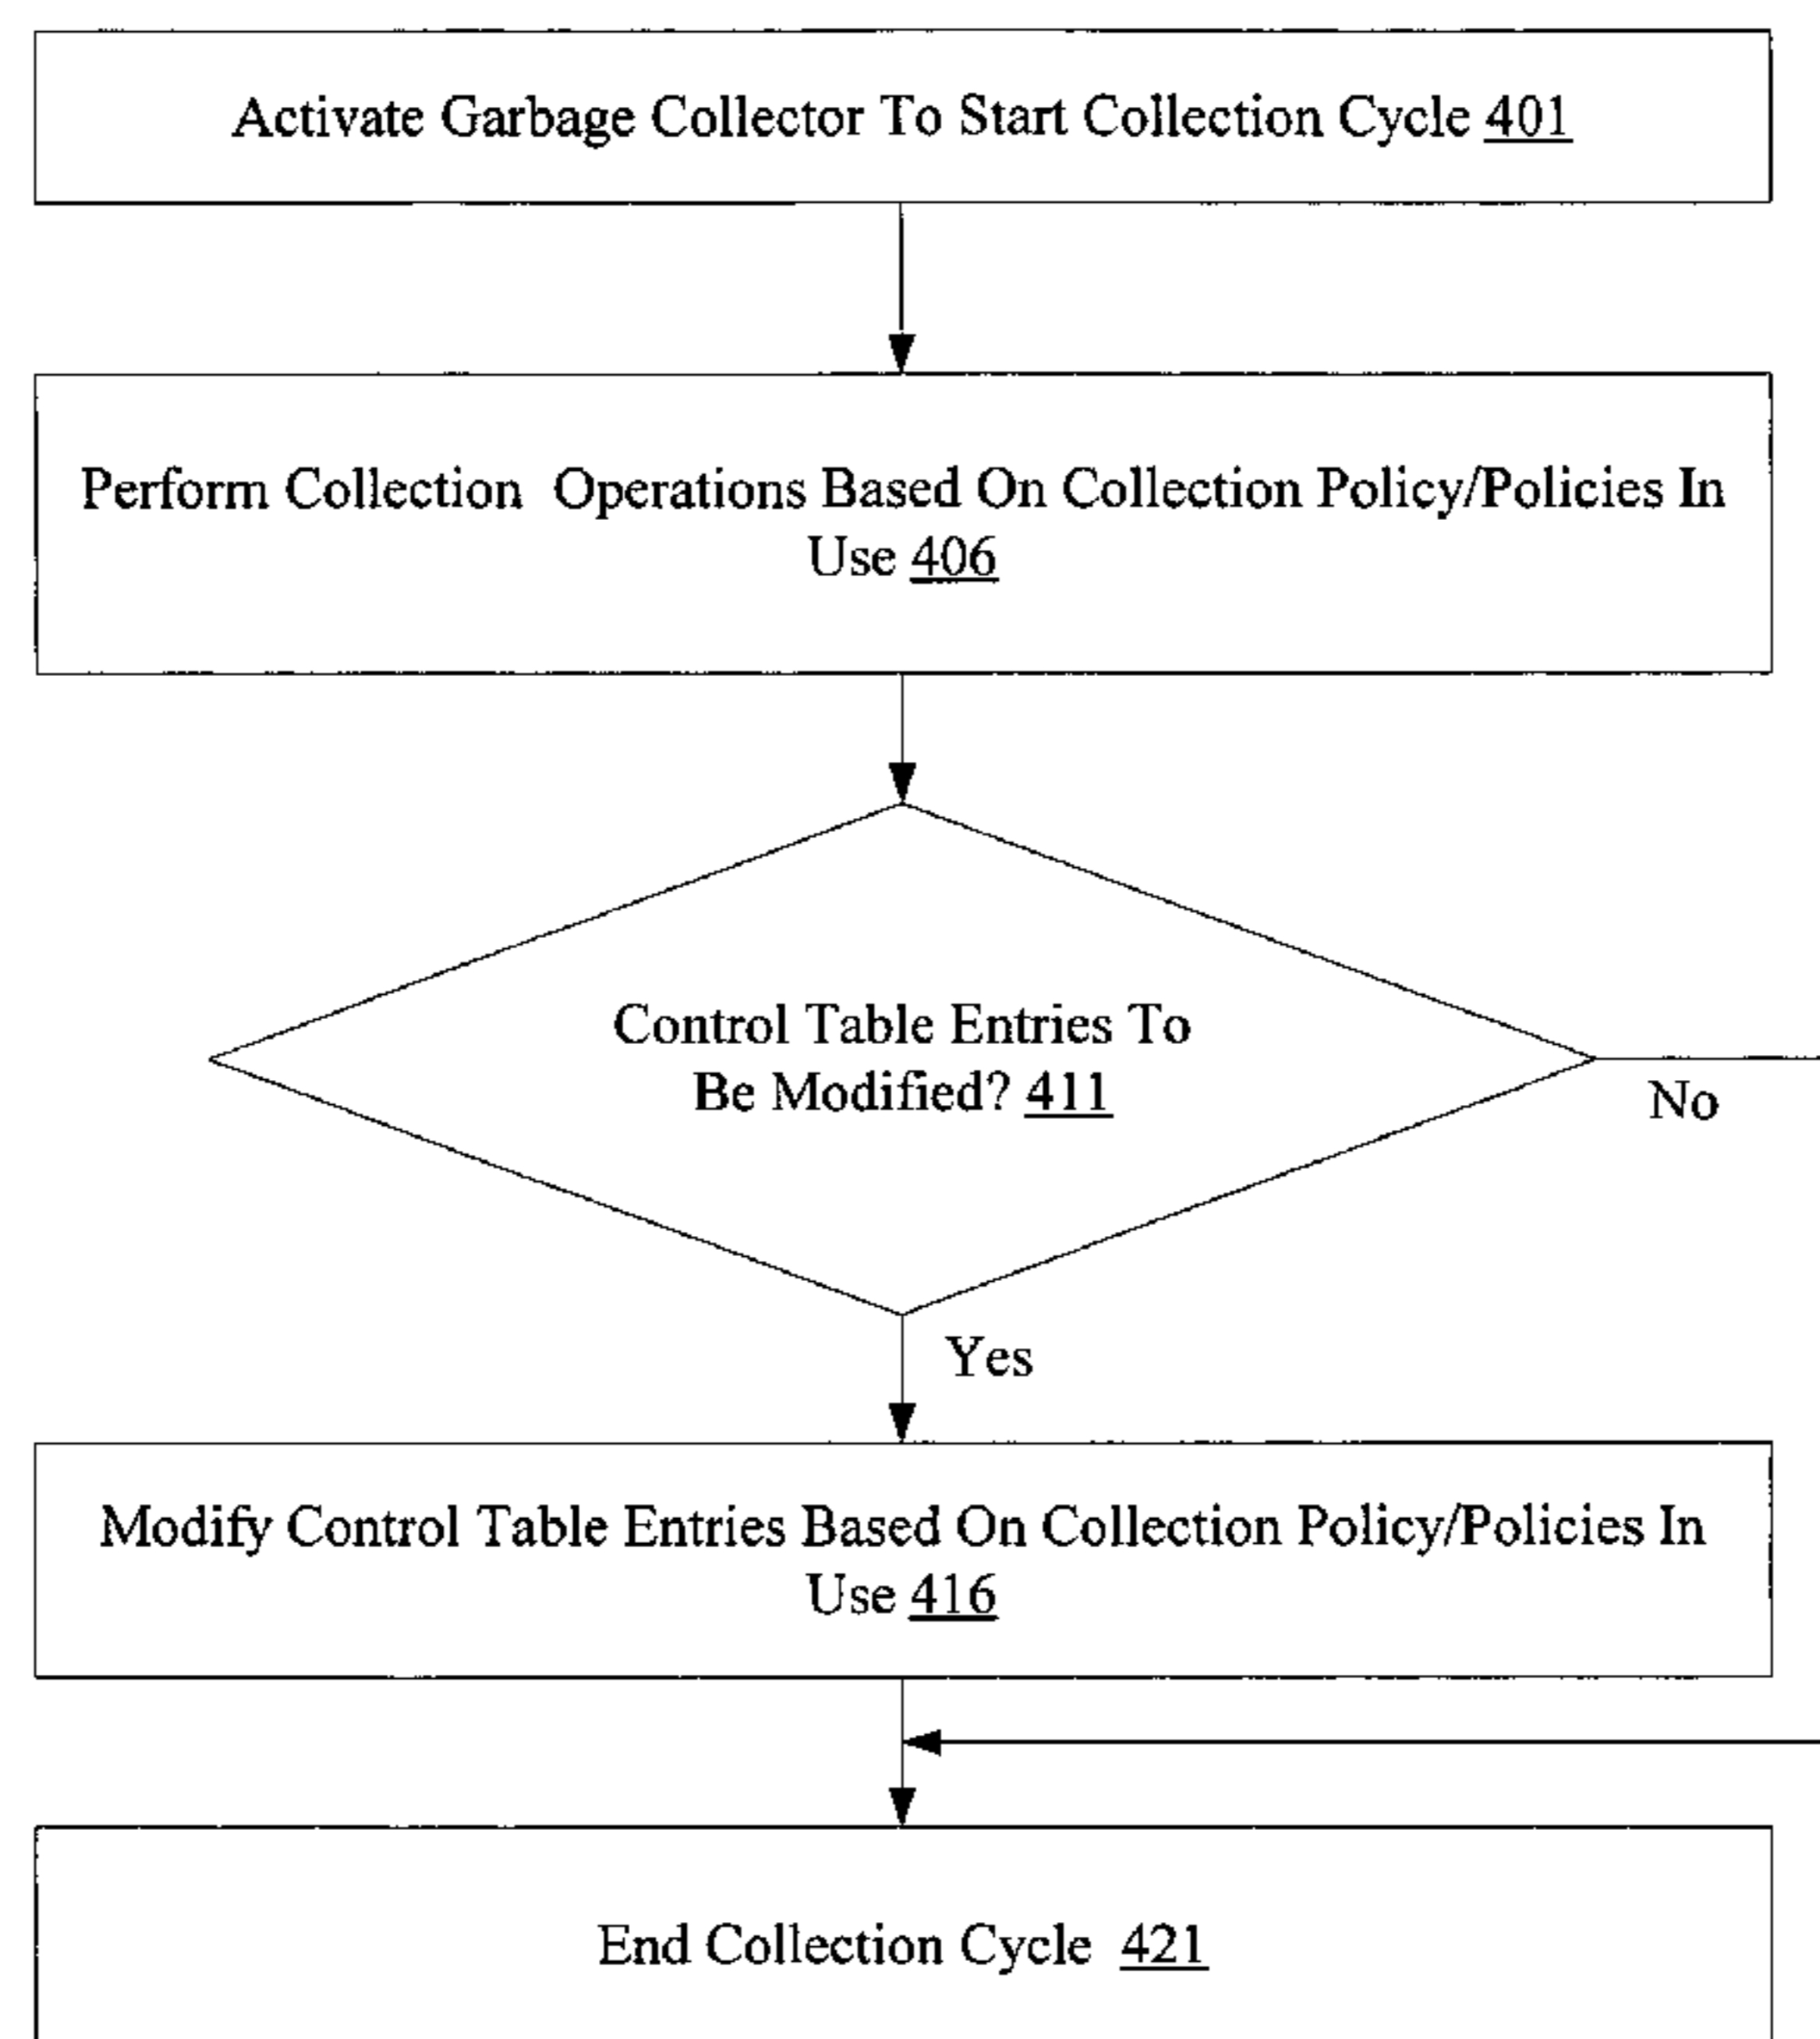 Activate Garbage Collector To Start Collection Cycle 401
Perform Collection Operations Based On Collection Policy/Policies In
Use 406
Control Table Entries To
Be Modified? 411
No
Yes
Modify Control Table Entries Based On Collection Policy/Policies In
Use 416
End Collection Cycle 421